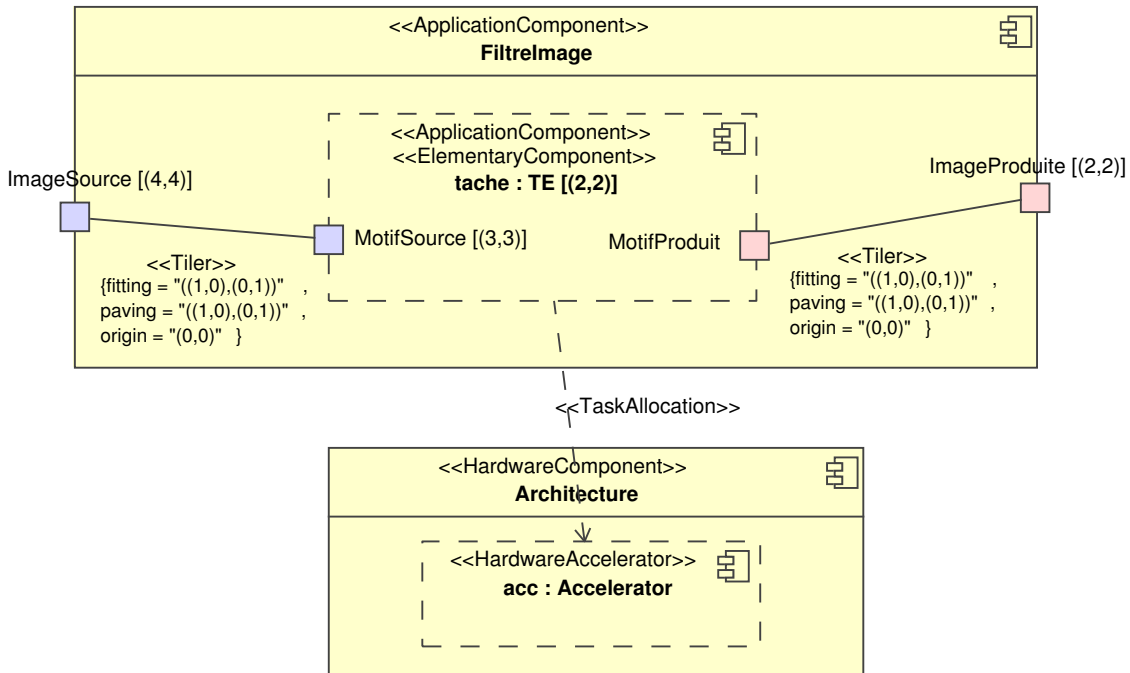 <<ApplicationComponent>>
FiltreImage
<<ApplicationComponent>>
<<ElementaryComponent>>
tache : TE [(2,2)]
ImageSource [(4,4)]
ImageProduite [(2,2)]
MotifSource [(3,3)]
MotifProduit
<<Tiler>>
{fitting = "((1,0),(0,1))" ,
paving = "((1,0),(0,1))" ,
origin = "(0,0)" }
<<Tiler>>
{fitting = "((1,0),(0,1))" ,
paving = "((1,0),(0,1))" ,
origin = "(0,0)" }
<<TaskAllocation>>
<<HardwareComponent>>
Architecture
<<HardwareAccelerator>>
acc : Accelerator